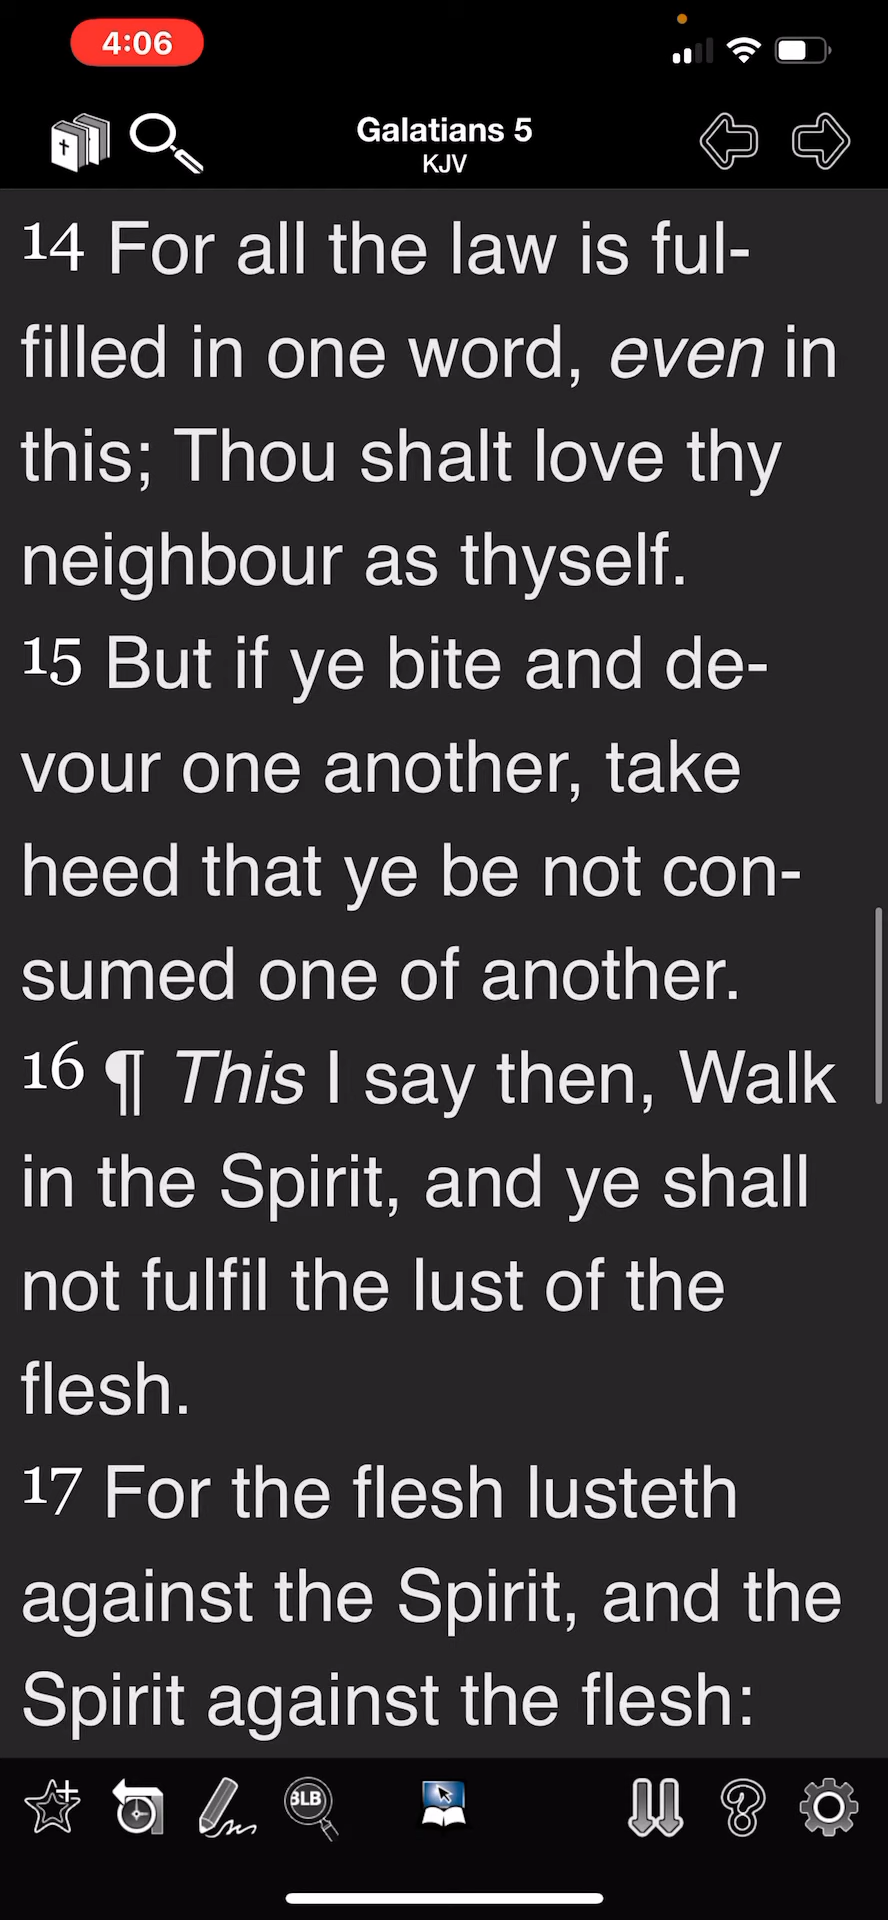 4:06
Galatians 5
KJV
14 For all the law is ful-
filled in one word, even in
this; Thou shalt love thy
neighbour as thyself.
15 But if ye bite and de-
vour one another, take
heed that ye be not con-
sumed one of another.
16 ¶ This I say then, Walk
in the Spirit, and ye shall
not fulfil the lust of the
flesh.
17 For the flesh lusteth
against the Spirit, and the
Spirit against the flesh:
BLB